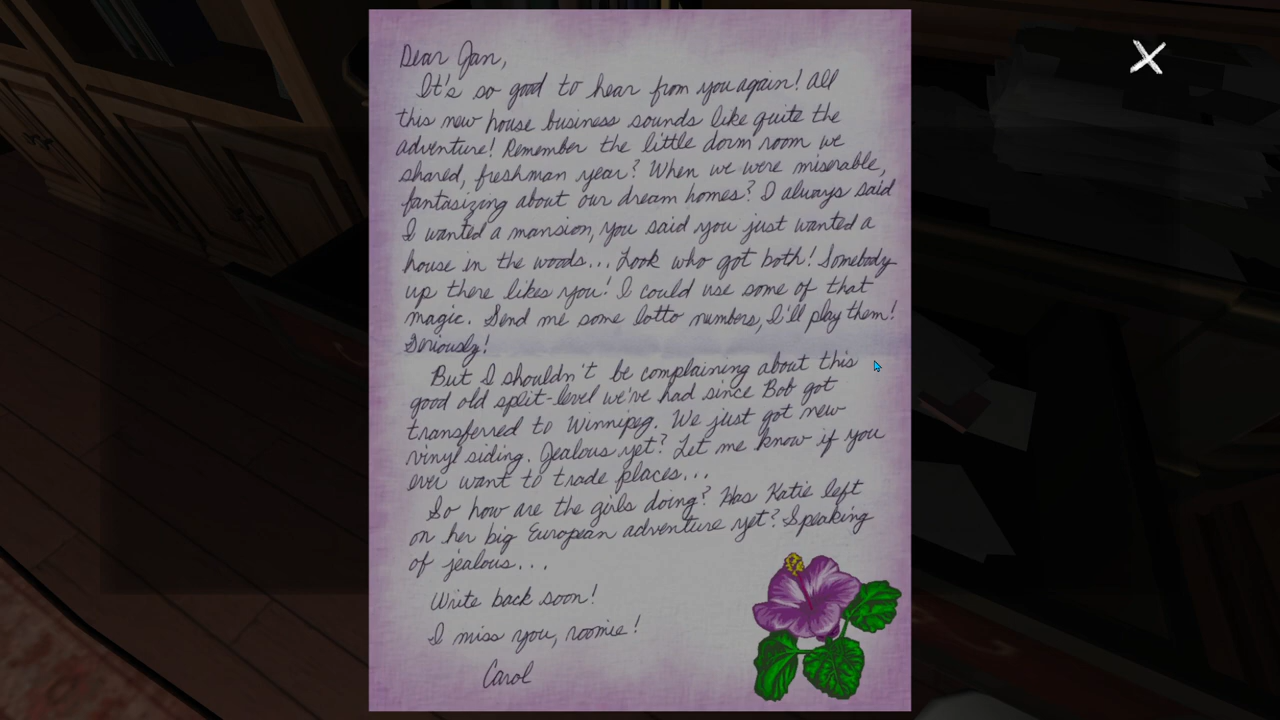 Dear Jan,
It's so good to hear from you again! All
this new house business sounds like quite the
adventure! Remember the little dorm room we
shared, freshman year? When we were miserable,
fantasizing about our dream homes? I always said
I wanted a mansion, you said you just wanted a
house in the woods... Look who got both! Somebody
up there likes you! I could use some of that
magic. Send me some lotto numbers, I'll play them!
Seriously!
But I shouldn't be complaining about this
good old split-level we've had since Bob got
transferred to Winnipeg. We just got new
vinyl siding. Jealous yet? Let me know if you
ever want to trade places...
So how are the girls doing? Has Katie left
on her big European adventure yet? Speaking
of jealous...
Write back soon!
I miss you, roomie!
Carol